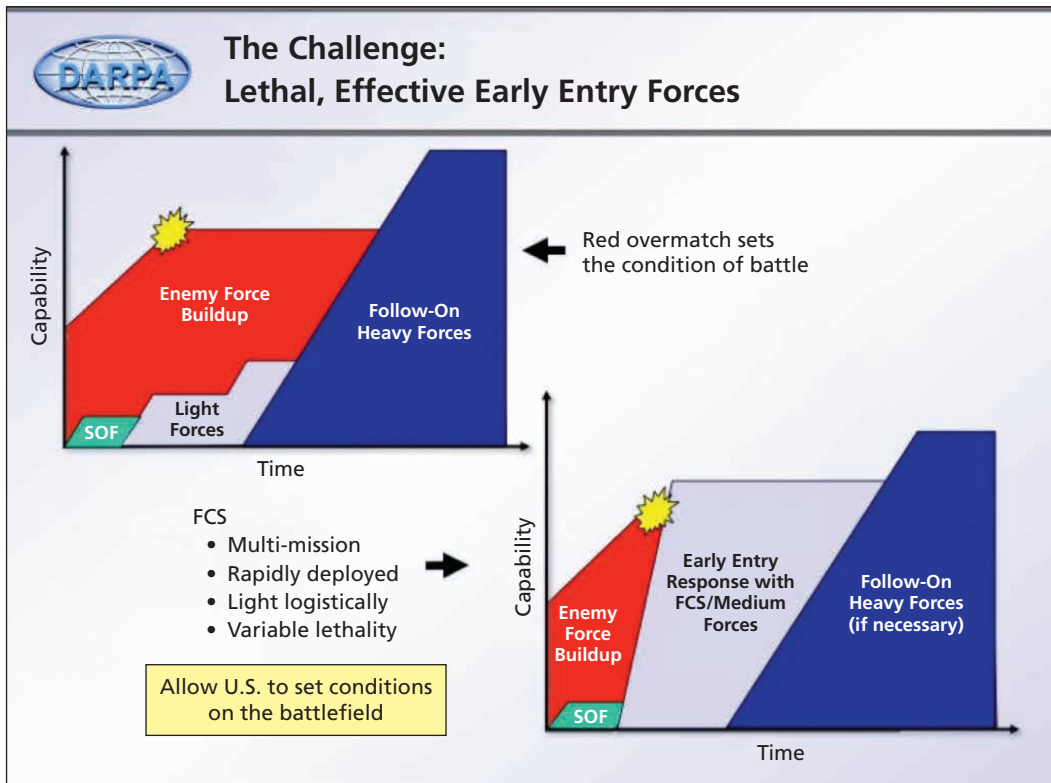 DARPA
The Challenge:
Lethal, Effective Early Entry Forces
Capability
Enemy Force
Buildup
Follow-On
Heavy Forces
Light
Forces
SOF
Time
Red overmatch sets
the condition of battle
FCS
• Multi-mission
• Rapidly deployed
• Light logistically
• Variable lethality
Allow U.S. to set conditions
on the battlefield
Capability
Enemy
Force
Buildup
Early Entry
Response with
FCS/Medium
Forces
Follow-On
Heavy Forces
(if necessary)
SOF
Time